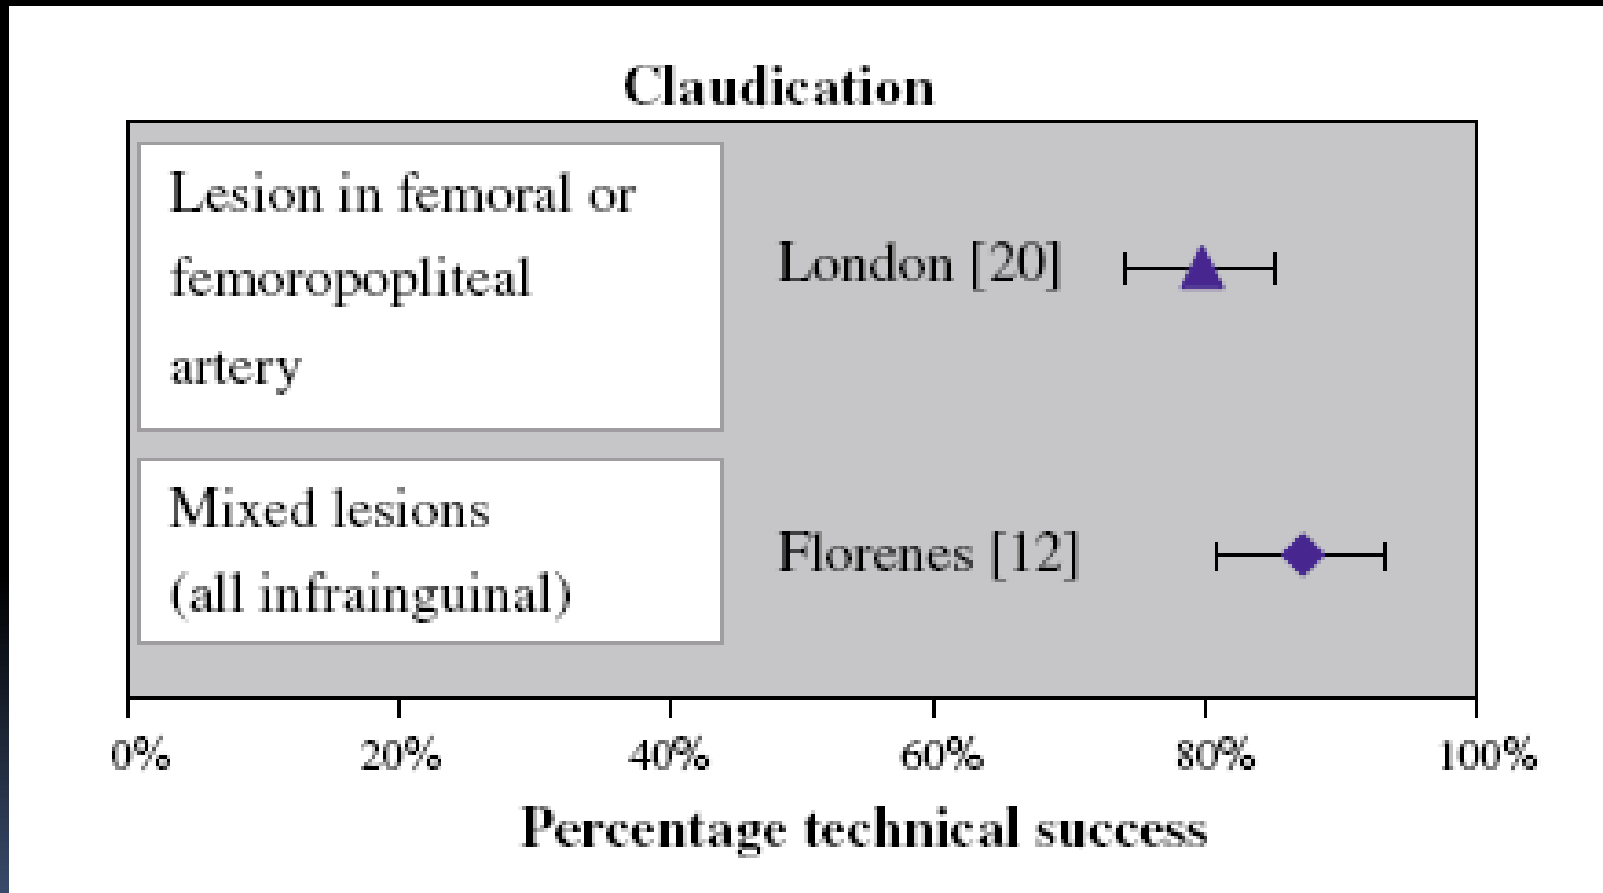 Claudication
Lesion in femoral or
femoropopliteal
artery
London [20]
Mixed lesions
(all infrainguinal)
Florenes [12]
0% 20% 40% 60% 80% 100%
Percentage technical success